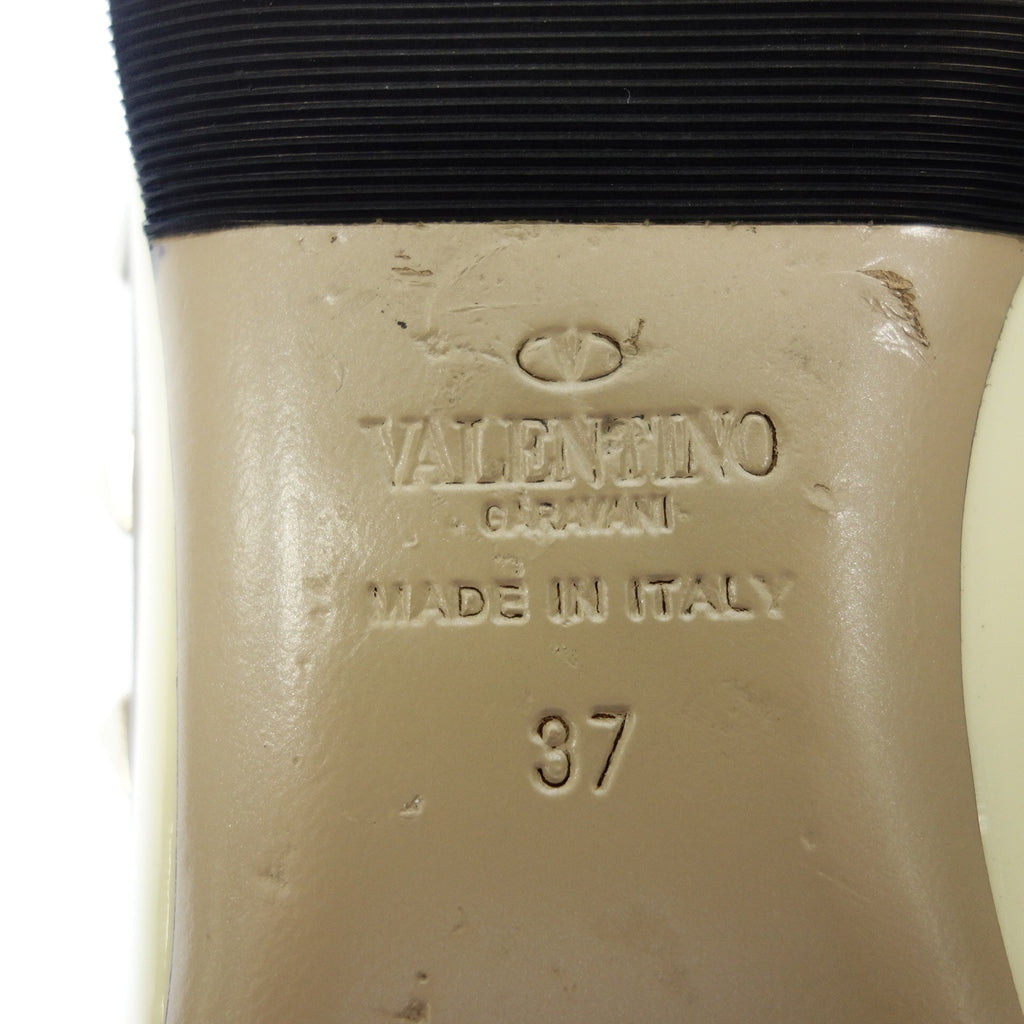 VALENTINO
GARAVANI
MADE IN ITALY
37